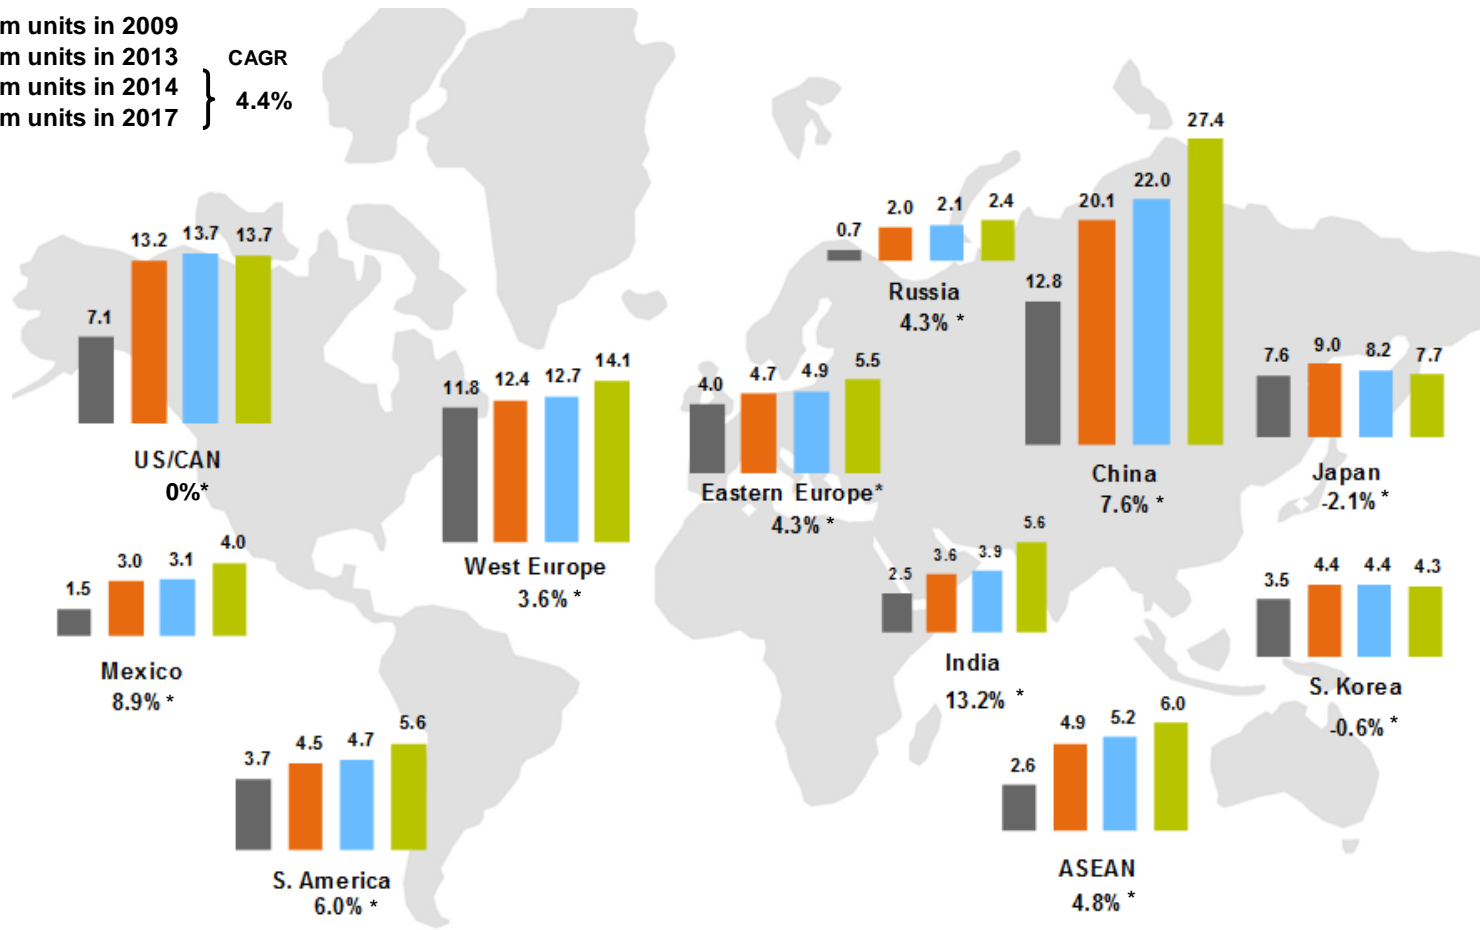 m units in 2009
m units in 2013 CAGR
m units in 2014
4.4%
m units in 2017
7.1 13.2 13.7 13.7
US/CAN
0%*
1.5 3.0 3.1 4.0
Mexico
8.9% *
3.7 4.5 4.7 5.6
S. America
6.0% *
11.8 12.4 12.7 14.1
West Europe
3.6% *
4.0 4.7 4.9 5.5
Eastern Europe*
4.3% *
0.7 2.0 2.1 2.4
Russia
4.3% *
12.8 20.1 22.0 27.4
China
7.6% *
7.6 9.0 8.2 7.7
Japan
-2.1% *
2.5 3.6 3.9 5.6
India
13.2% *
3.5 4.4 4.4 4.3
S. Korea
-0.6% *
2.6 4.9 5.2 6.0
ASEAN
4.8% *